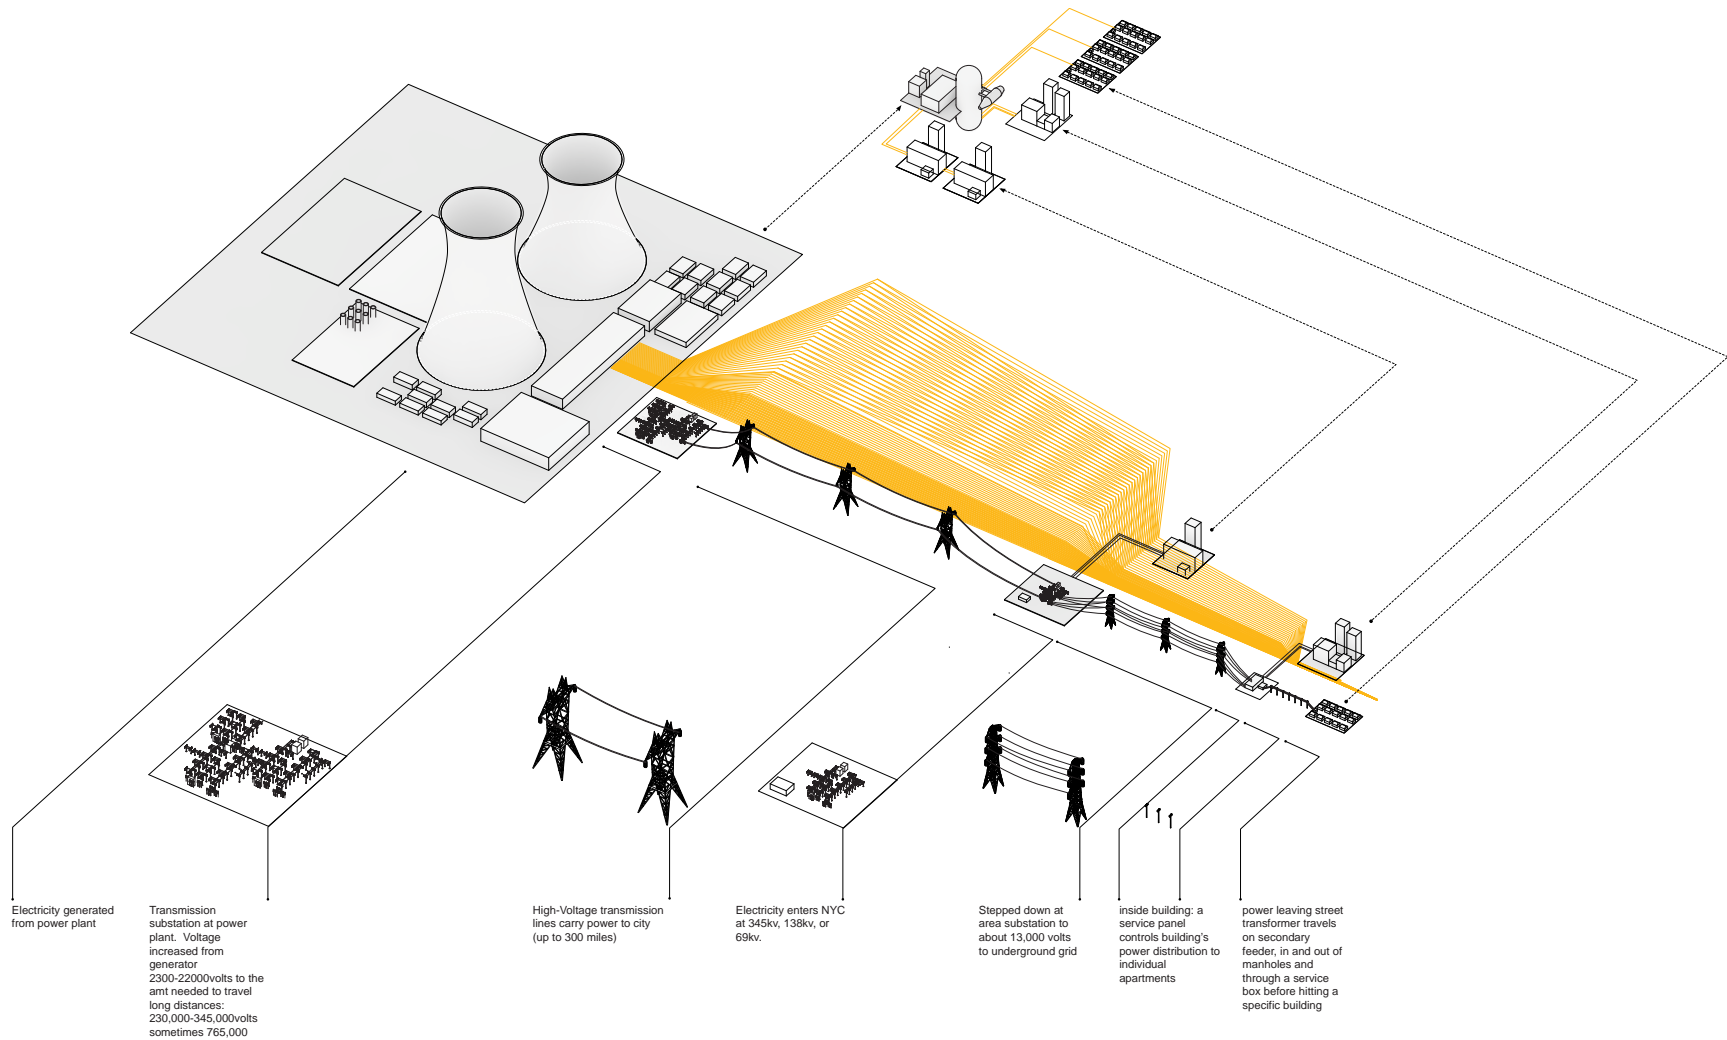 Electricity generated
from power plant
Transmission
substation at power
plant.  Voltage
increased from
generator
2300-22000volts to the
amt needed to travel
long distances:
230,000-345,000volts
sometimes 765,000
High-Voltage transmission
lines carry power to city
(up to 300 miles)
Electricity enters NYC
at 345kv, 138kv, or
69kv.
Stepped down at
area substation to
about 13,000 volts
to underground grid
inside building: a
service panel
controls building's
power distribution to
individual
apartments
power leaving street
transformer travels
on secondary
feeder, in and out of
manholes and
through a service
box before hitting a
specific building